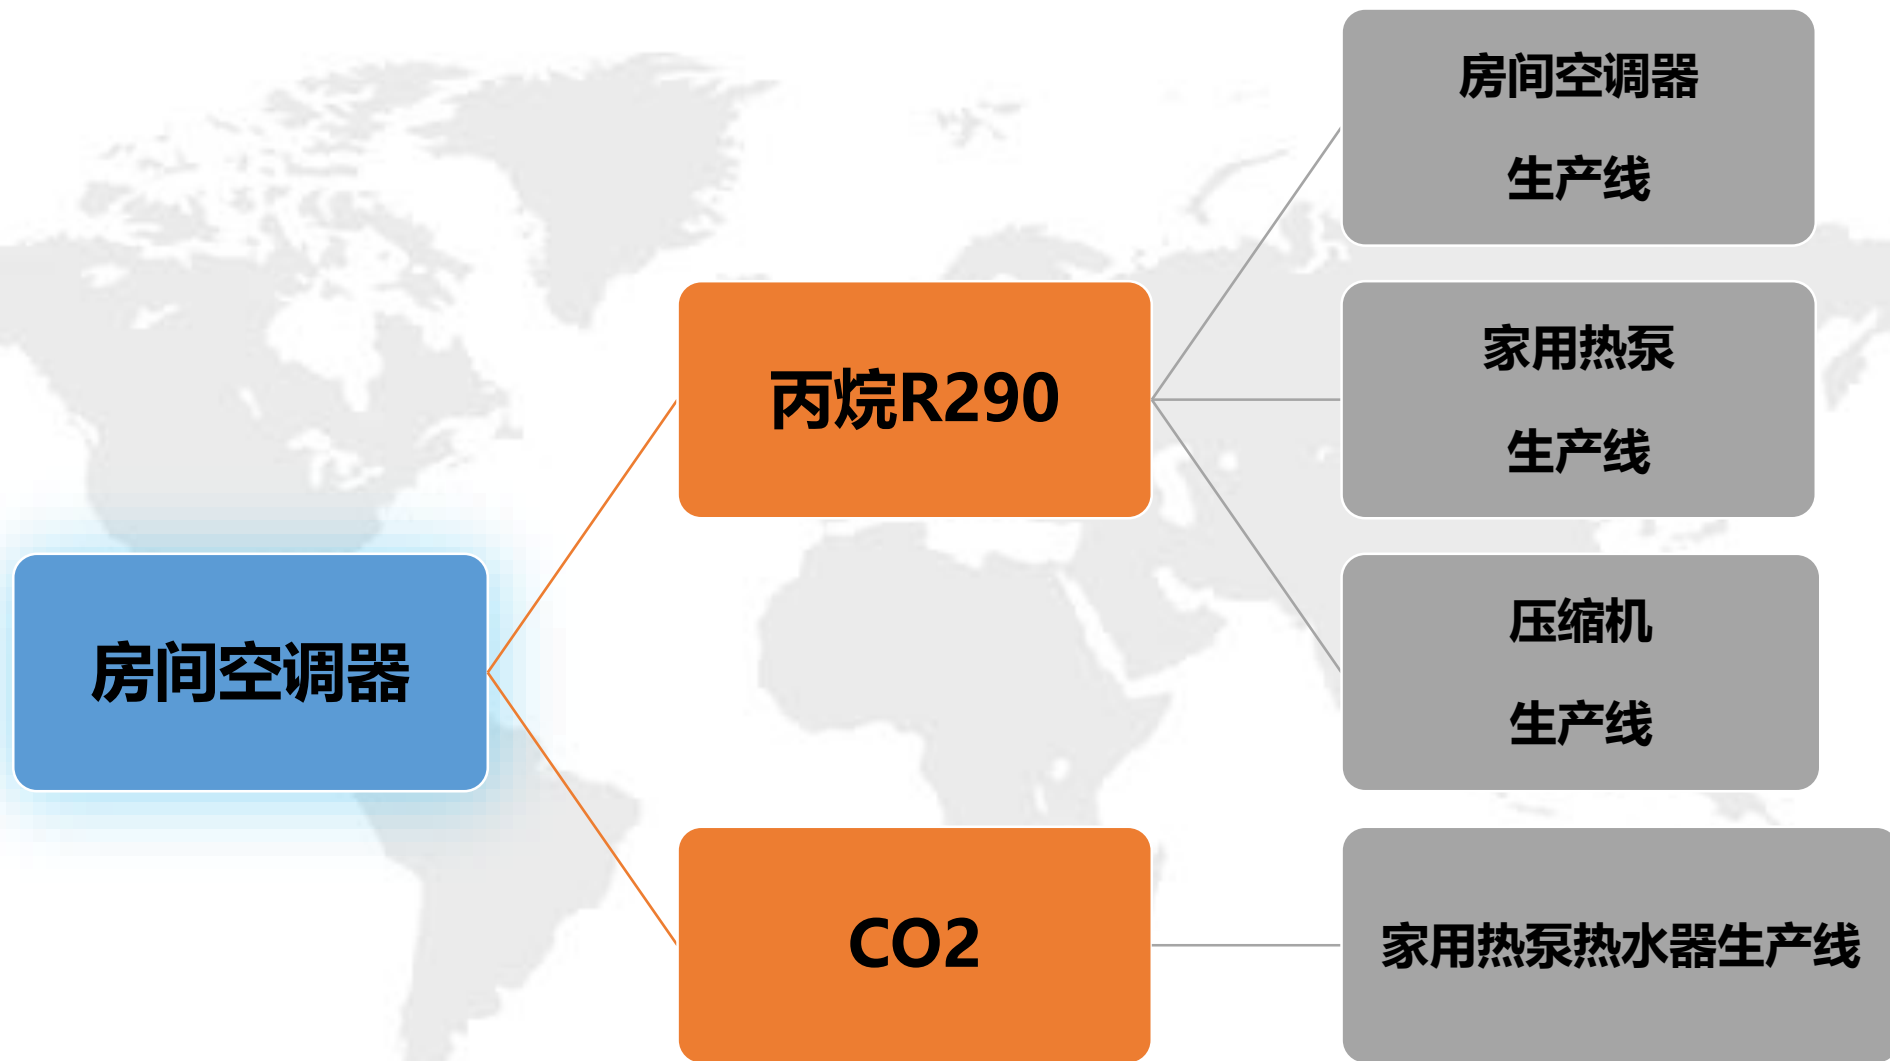 房间空调器
丙烷R290
CO2
房间空调器
生产线
家用热泵
生产线
压缩机
生产线
家用热泵热水器生产线